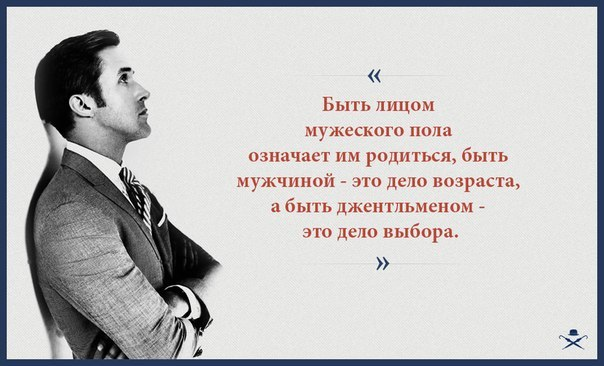 «
Быть лицом
мужеского пола
означает им родиться, быть
мужчиной - это дело возраста,
а быть джентльменом -
это дело выбора.
»